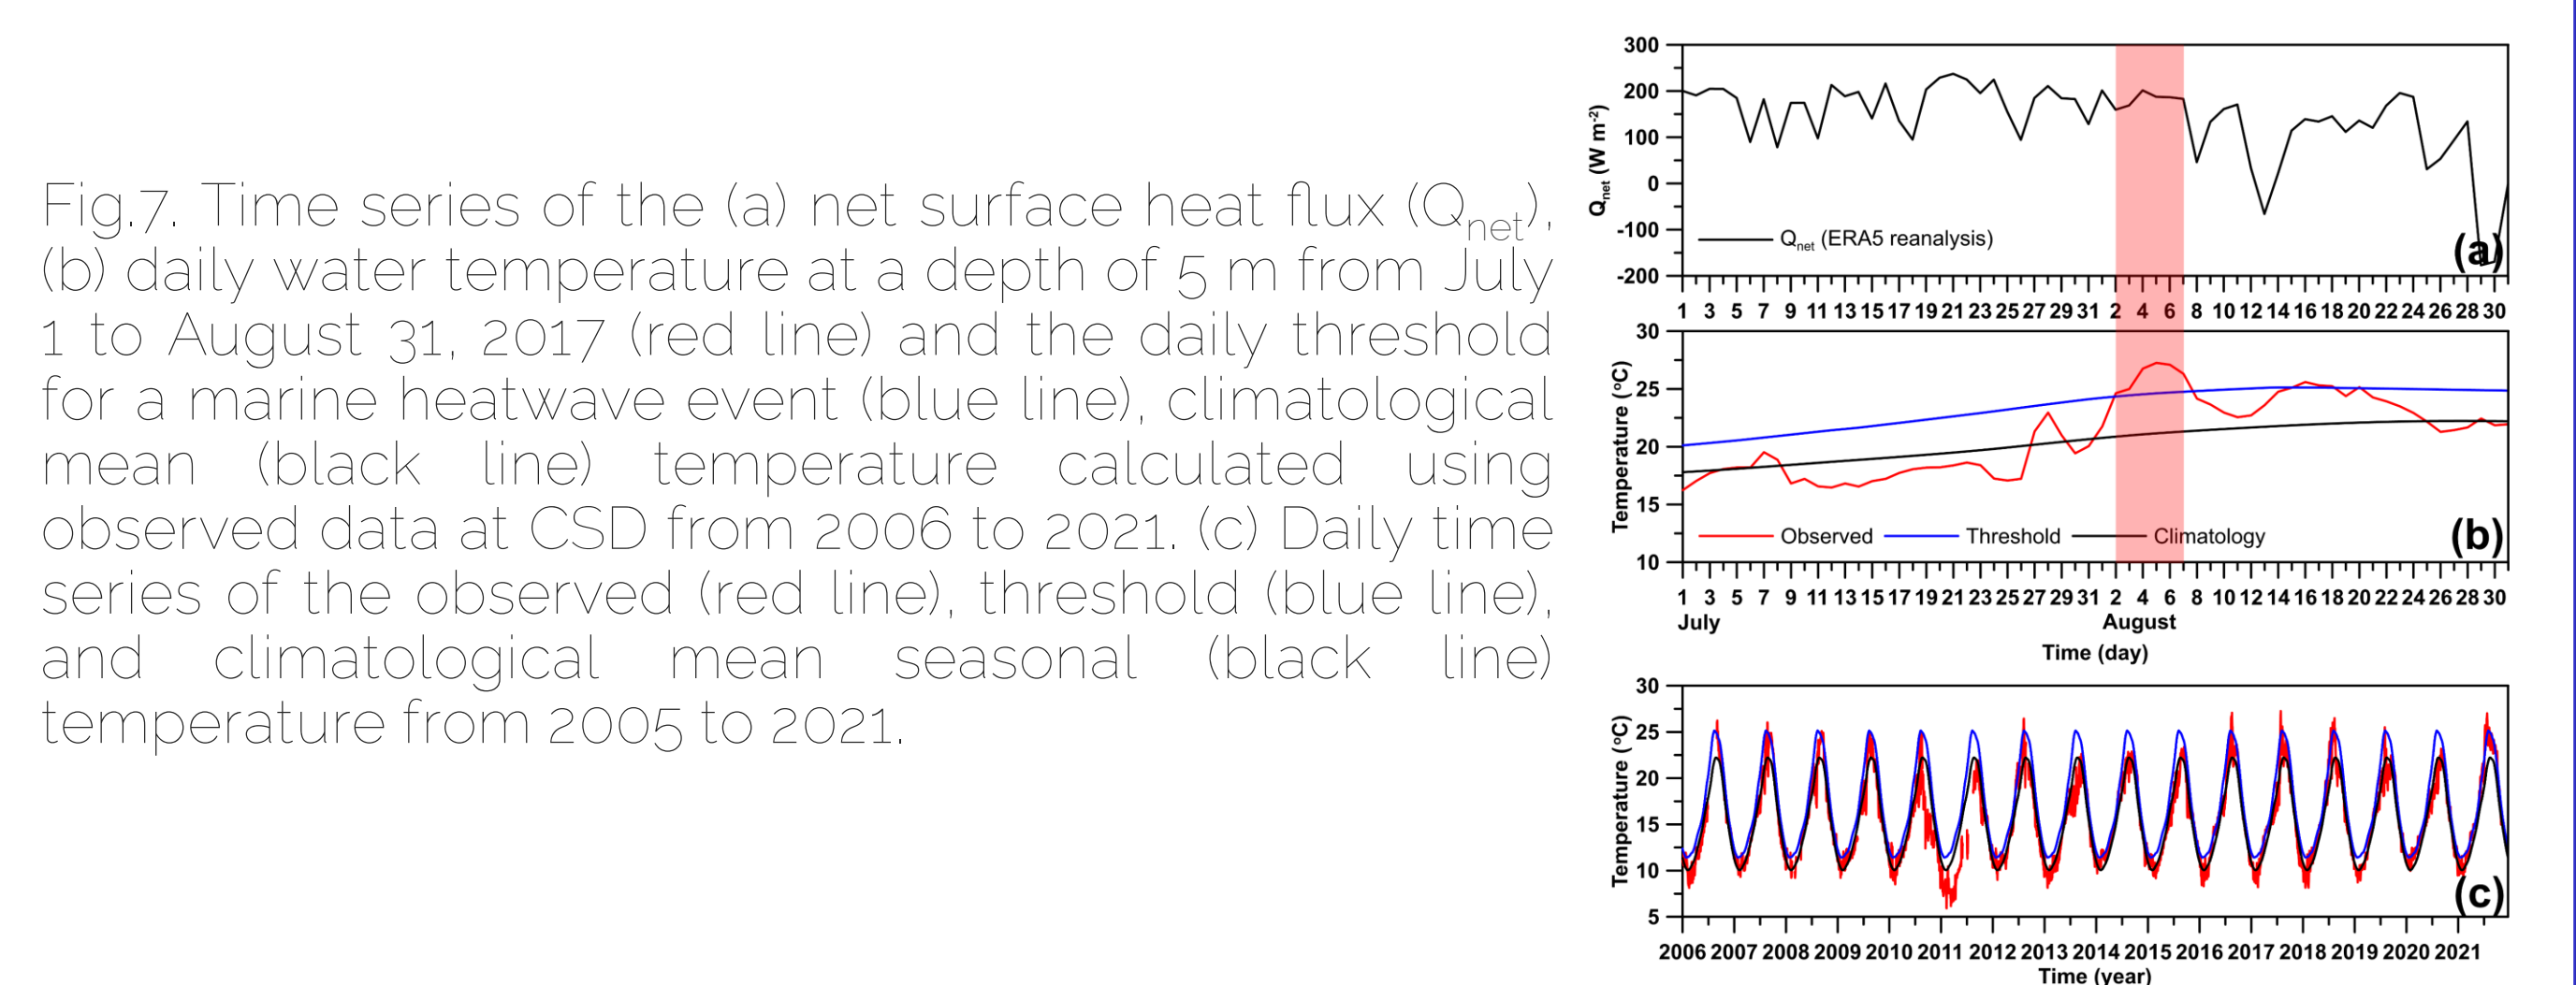 Fig.7. Time series of the (a) net surface heat flux (Qnet),
(b) daily water temperature at a depth of 5 m from July
1 to August 31, 2017 (red line) and the daily threshold
for a marine heatwave event (blue line), climatological
mean (black line) temperature calculated using
observed data at CSD from 2006 to 2021. (c) Daily time
series of the observed (red line), threshold (blue line),
and climatological mean seasonal (black line)
temperature from 2005 to 2021.
300
200
100
0
-100
-200
Qnet (W m-2)
Qnet (ERA5 reanalysis)
(a)
1 3 5 7 9 11 13 15 17 19 21 23 25 27 29 31 2 4 6 8 10 12 14 16 18 20 22 24 26 28 30
30
25
20
15
10
Temperature (°C)
Observed Threshold Climatology
(b)
1 3 5 7 9 11 13 15 17 19 21 23 25 27 29 31 2 4 6 8 10 12 14 16 18 20 22 24 26 28 30
July August
Time (day)
30
25
20
15
10
5
Temperature (°C)
(c)
2006 2007 2008 2009 2010 2011 2012 2013 2014 2015 2016 2017 2018 2019 2020 2021
Time (year)